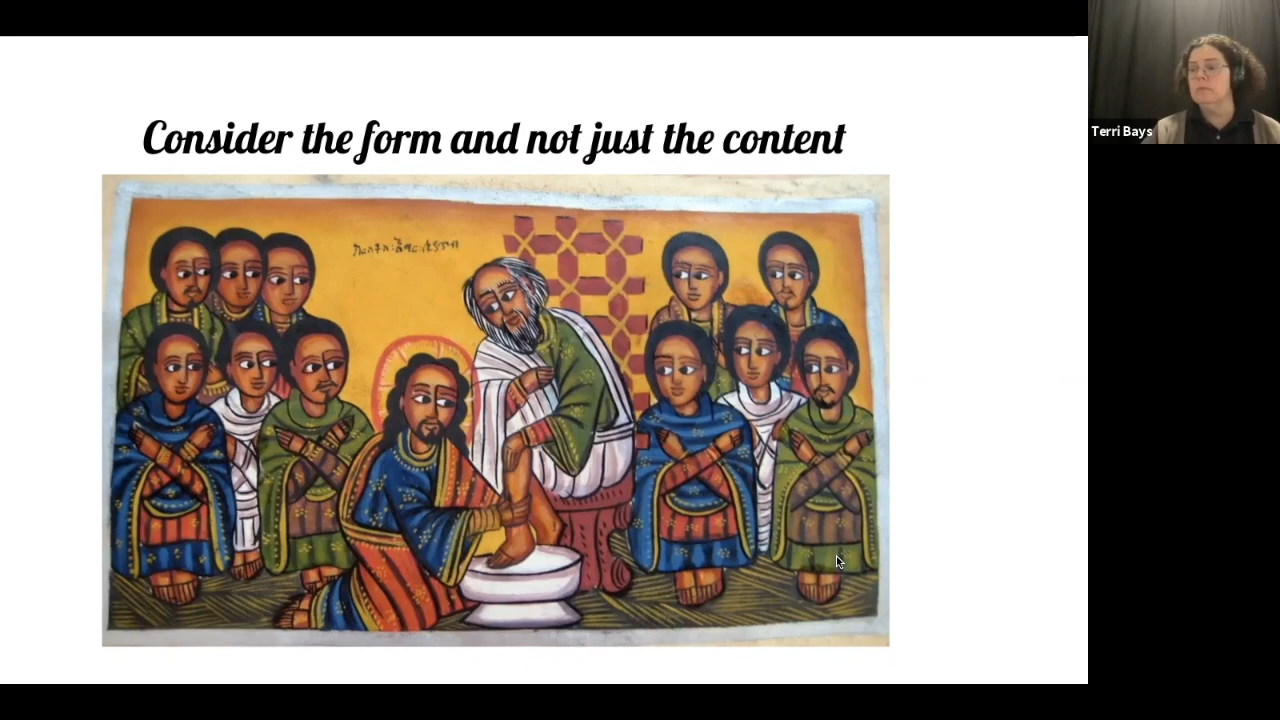 Consider the form and not just the content
Terri Bays